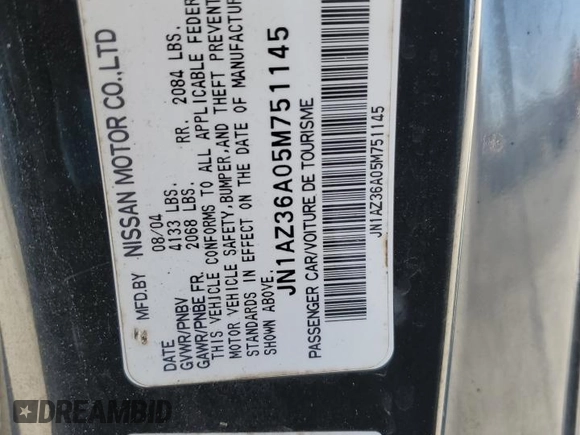 MFD.BY NISSAN MOTOR CO.,LTD
DATE 08/04
GVWR/PNBV 4133 LBS.
GAWR/PNBE FR. 2068 LBS. RR. 2084 LBS.
THIS VEHICLE CONFORMS TO ALL APPLICABLE FEDER
MOTOR VEHICLE SAFETY,BUMPER,AND THEFT PREVENT
STANDARDS IN EFFECT ON THE DATE OF MANUFACTUR
SHOWN ABOVE.
JN1AZ36A05M751145
PASSENGER CAR/VOITURE DE TOURISME
JN1AZ36A05M751145
DREAMBID